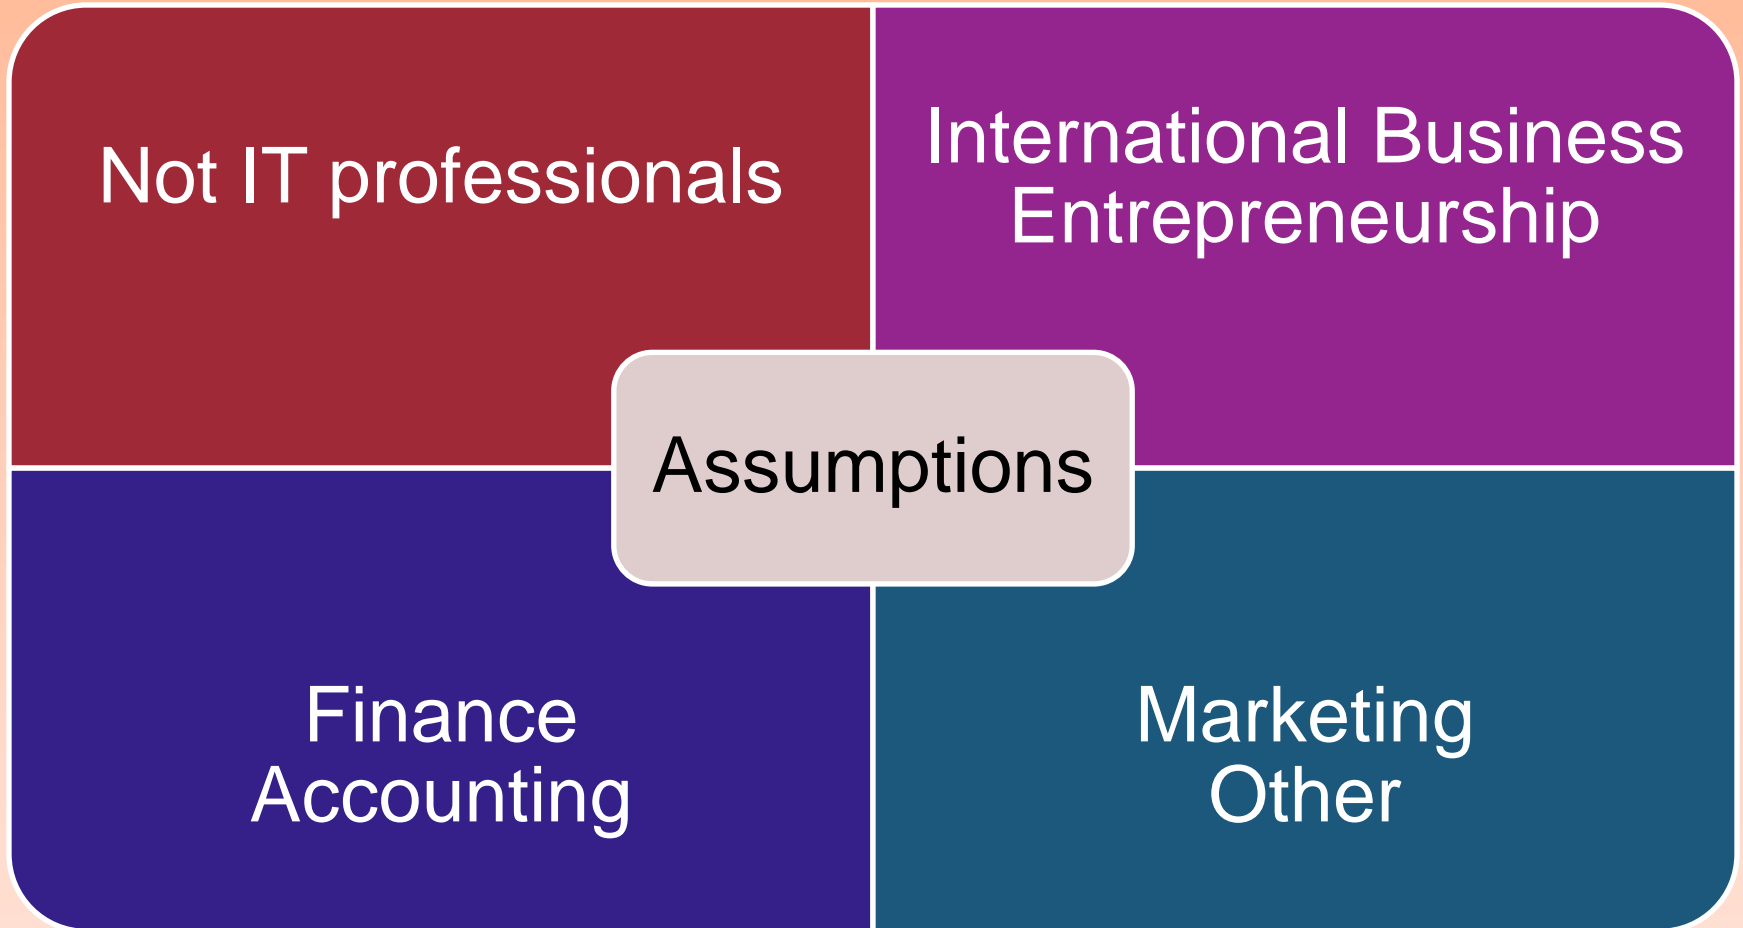 Not IT professionals
International Business
Entrepreneurship
Assumptions
Finance
Accounting
Marketing
Other